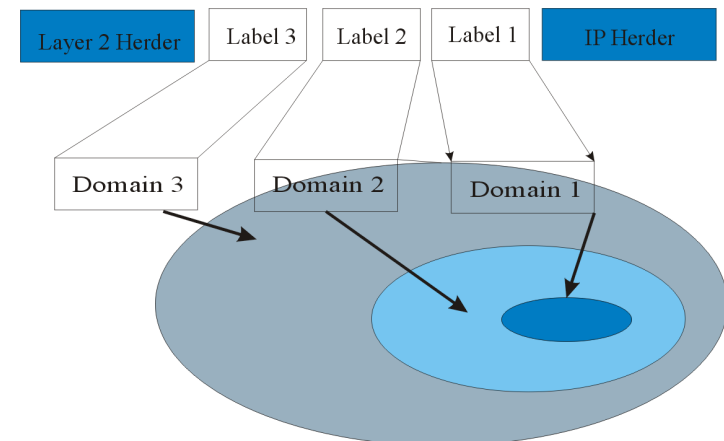 Layer 2 Herder
Label 3
Label 2
Label 1
IP Herder
Domain 3
Domain 2
Domain 1